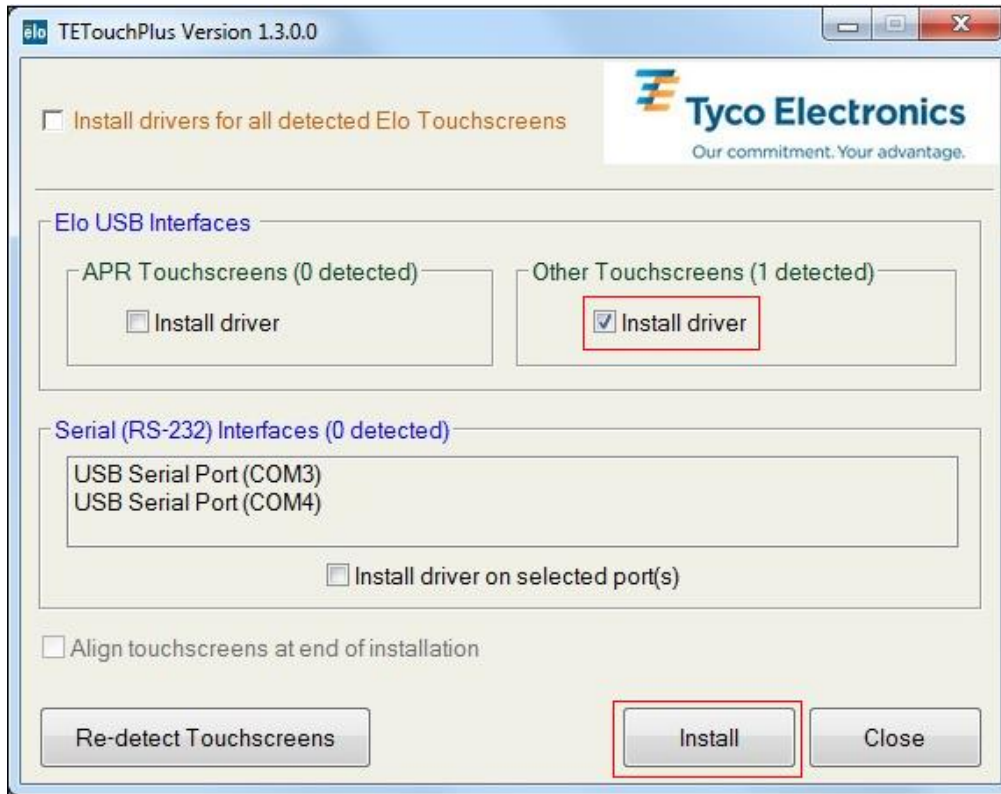 elo TETouchPlus Version 1.3.0.0
Install drivers for all detected Elo Touchscreens
Tyco Electronics
Our commitment. Your advantage.
Elo USB Interfaces
APR Touchscreens (0 detected)
Install driver
Other Touchscreens (1 detected)
Install driver
Serial (RS-232) Interfaces (0 detected)
USB Serial Port (COM3)
USB Serial Port (COM4)
Install driver on selected port(s)
Align touchscreens at end of installation
Re-detect Touchscreens
Install
Close